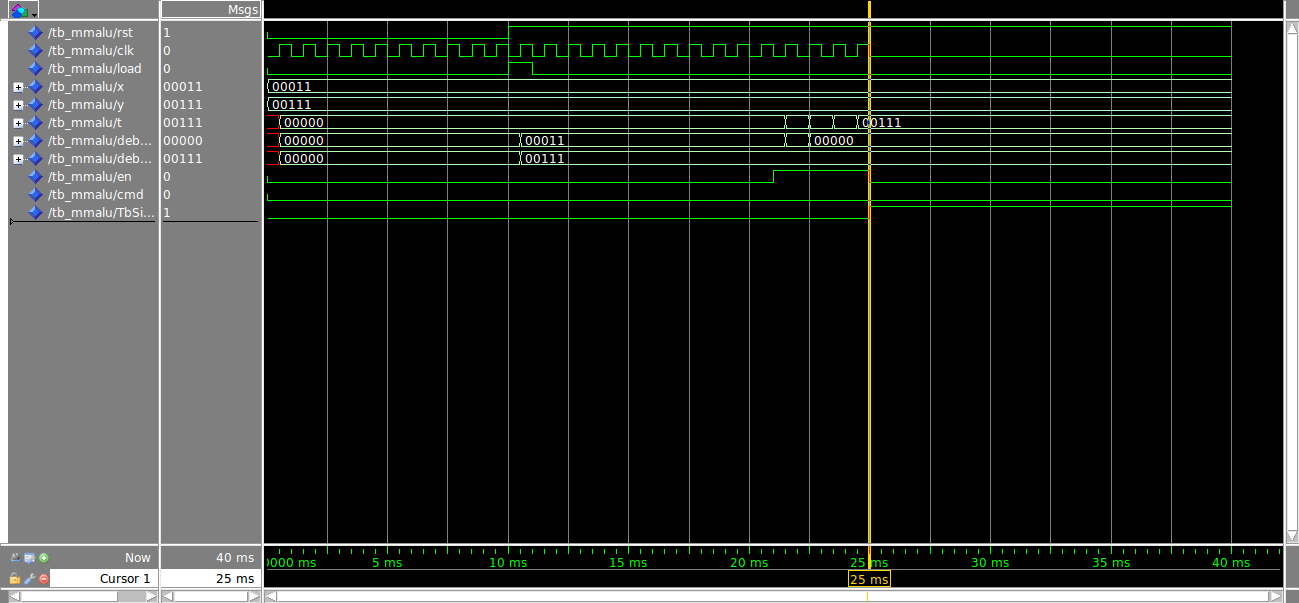 Msgs
/tb_mmalu/rst 1
/tb_mmalu/clk 0
/tb_mmalu/load 0
/tb_mmalu/x 00011 00011
/tb_mmalu/y 00111 00111
/tb_mmalu/t 00111 00000 00111
/tb_mmalu/deb... 00000 00000 00011 00000
/tb_mmalu/deb... 00111 00000 00111
/tb_mmalu/en 0
/tb_mmalu/cmd 0
/tb_mmalu/TbSi... 1
Now 40 ms 0000 ms 5 ms 10 ms 15 ms 20 ms 25 ms 30 ms 35 ms 40 ms
Cursor 1 25 ms 25 ms